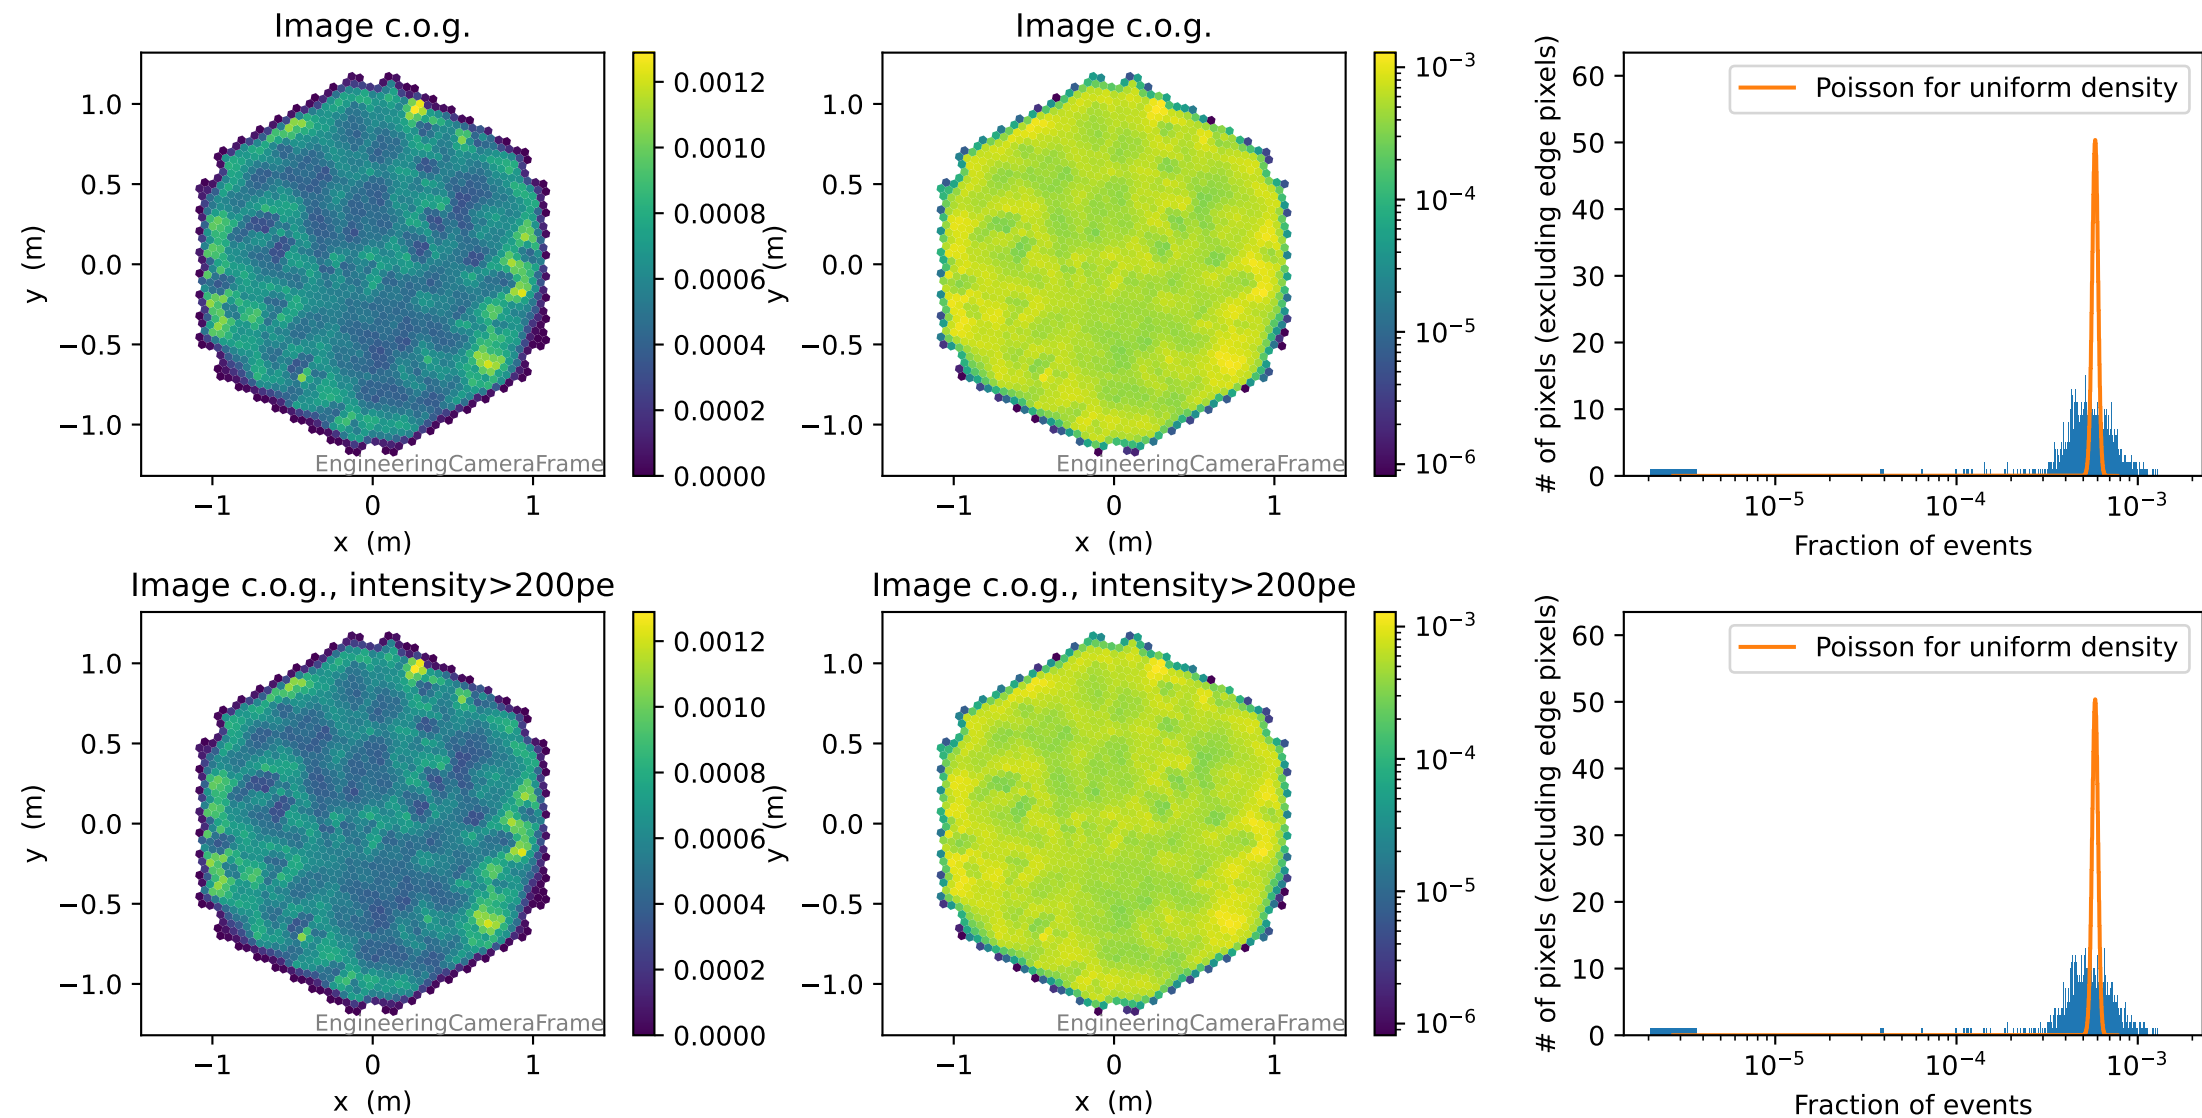 Image c.o.g.
y (m)
1.0
0.5
0.0
−0.5
−1.0
EngineeringCameraFrame
−1 0 1
x (m)
0.0012
0.0010
0.0008
0.0006
0.0004
0.0002
0.0000
Image c.o.g.
y (m)
1.0
0.5
0.0
−0.5
−1.0
EngineeringCameraFrame
−1 0 1
x (m)
10⁻³
10⁻⁴
10⁻⁵
10⁻⁶
# of pixels (excluding edge pixels)
60
50
40
30
20
10
0
Poisson for uniform density
10⁻⁵ 10⁻⁴ 10⁻³
Fraction of events
Image c.o.g., intensity>200pe
y (m)
1.0
0.5
0.0
−0.5
−1.0
EngineeringCameraFrame
−1 0 1
x (m)
0.0012
0.0010
0.0008
0.0006
0.0004
0.0002
0.0000
Image c.o.g., intensity>200pe
y (m)
1.0
0.5
0.0
−0.5
−1.0
EngineeringCameraFrame
−1 0 1
x (m)
10⁻³
10⁻⁴
10⁻⁵
10⁻⁶
# of pixels (excluding edge pixels)
60
50
40
30
20
10
0
Poisson for uniform density
10⁻⁵ 10⁻⁴ 10⁻³
Fraction of events